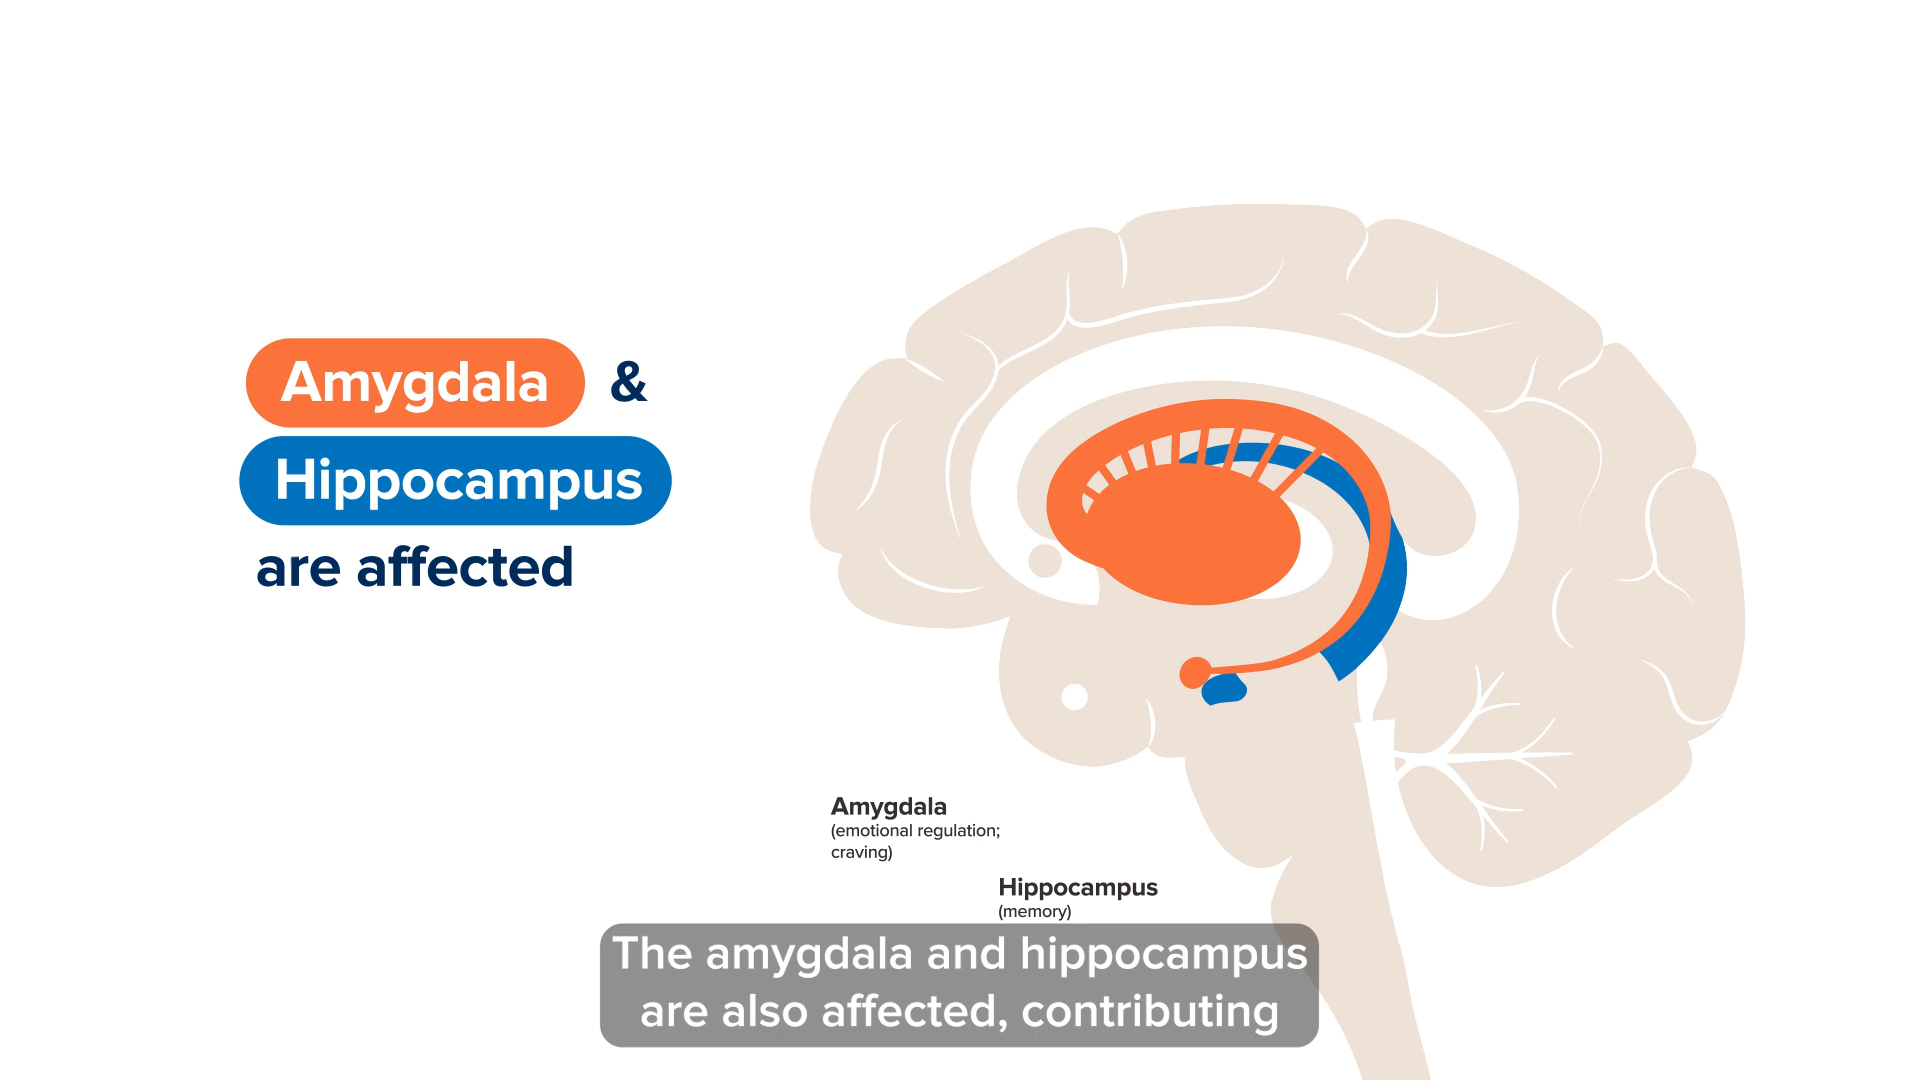 Amygdala &
Hippocampus
are affected
Amygdala
(emotional regulation;
craving)
Hippocampus
(memory)
The amygdala and hippocampus
are also affected, contributing